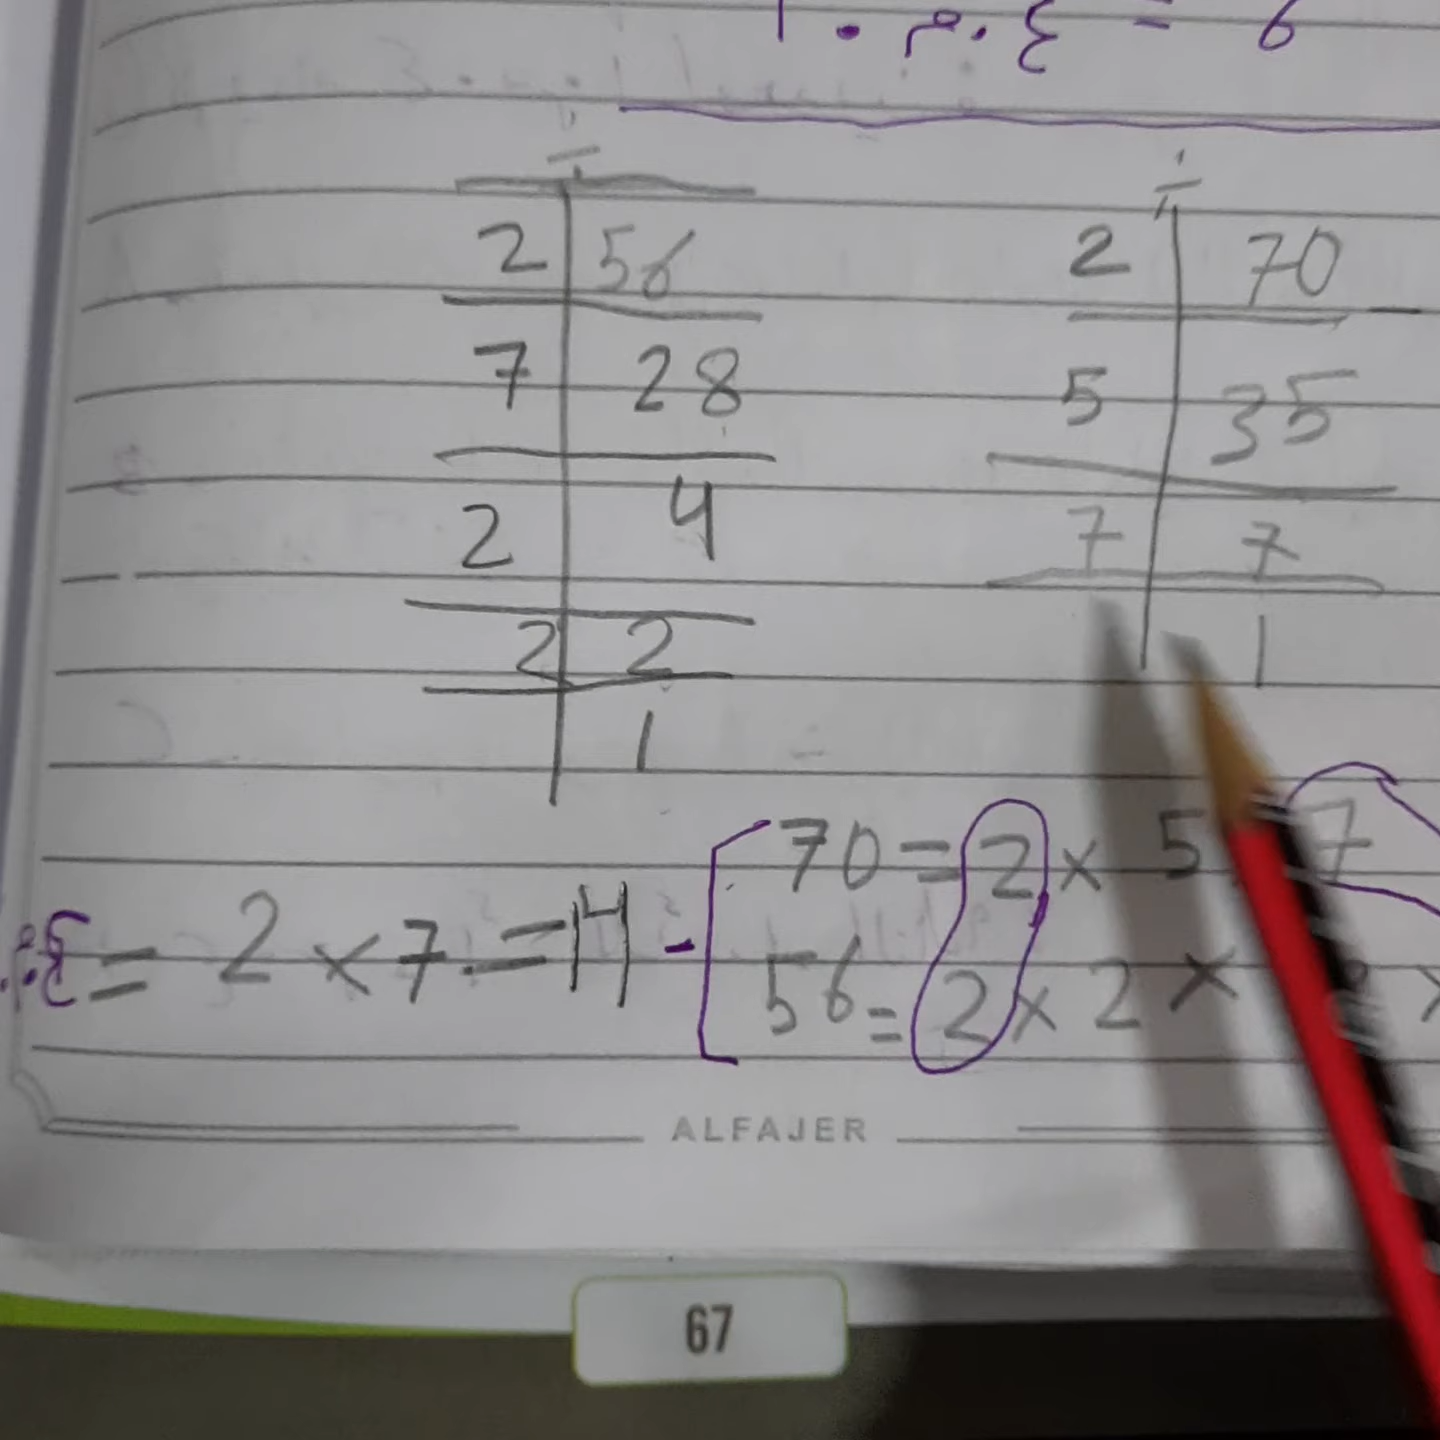 ع.م.أ = 6
÷ ÷
2 | 56 2 | 70
7 | 28 5 | 35
2 | 4 7 | 7
2 | 2 | 1
| 1
70 = 2 × 5 7
56 = 2 × 2 ×
= 2 × 7 = 14
ALFAJER
67